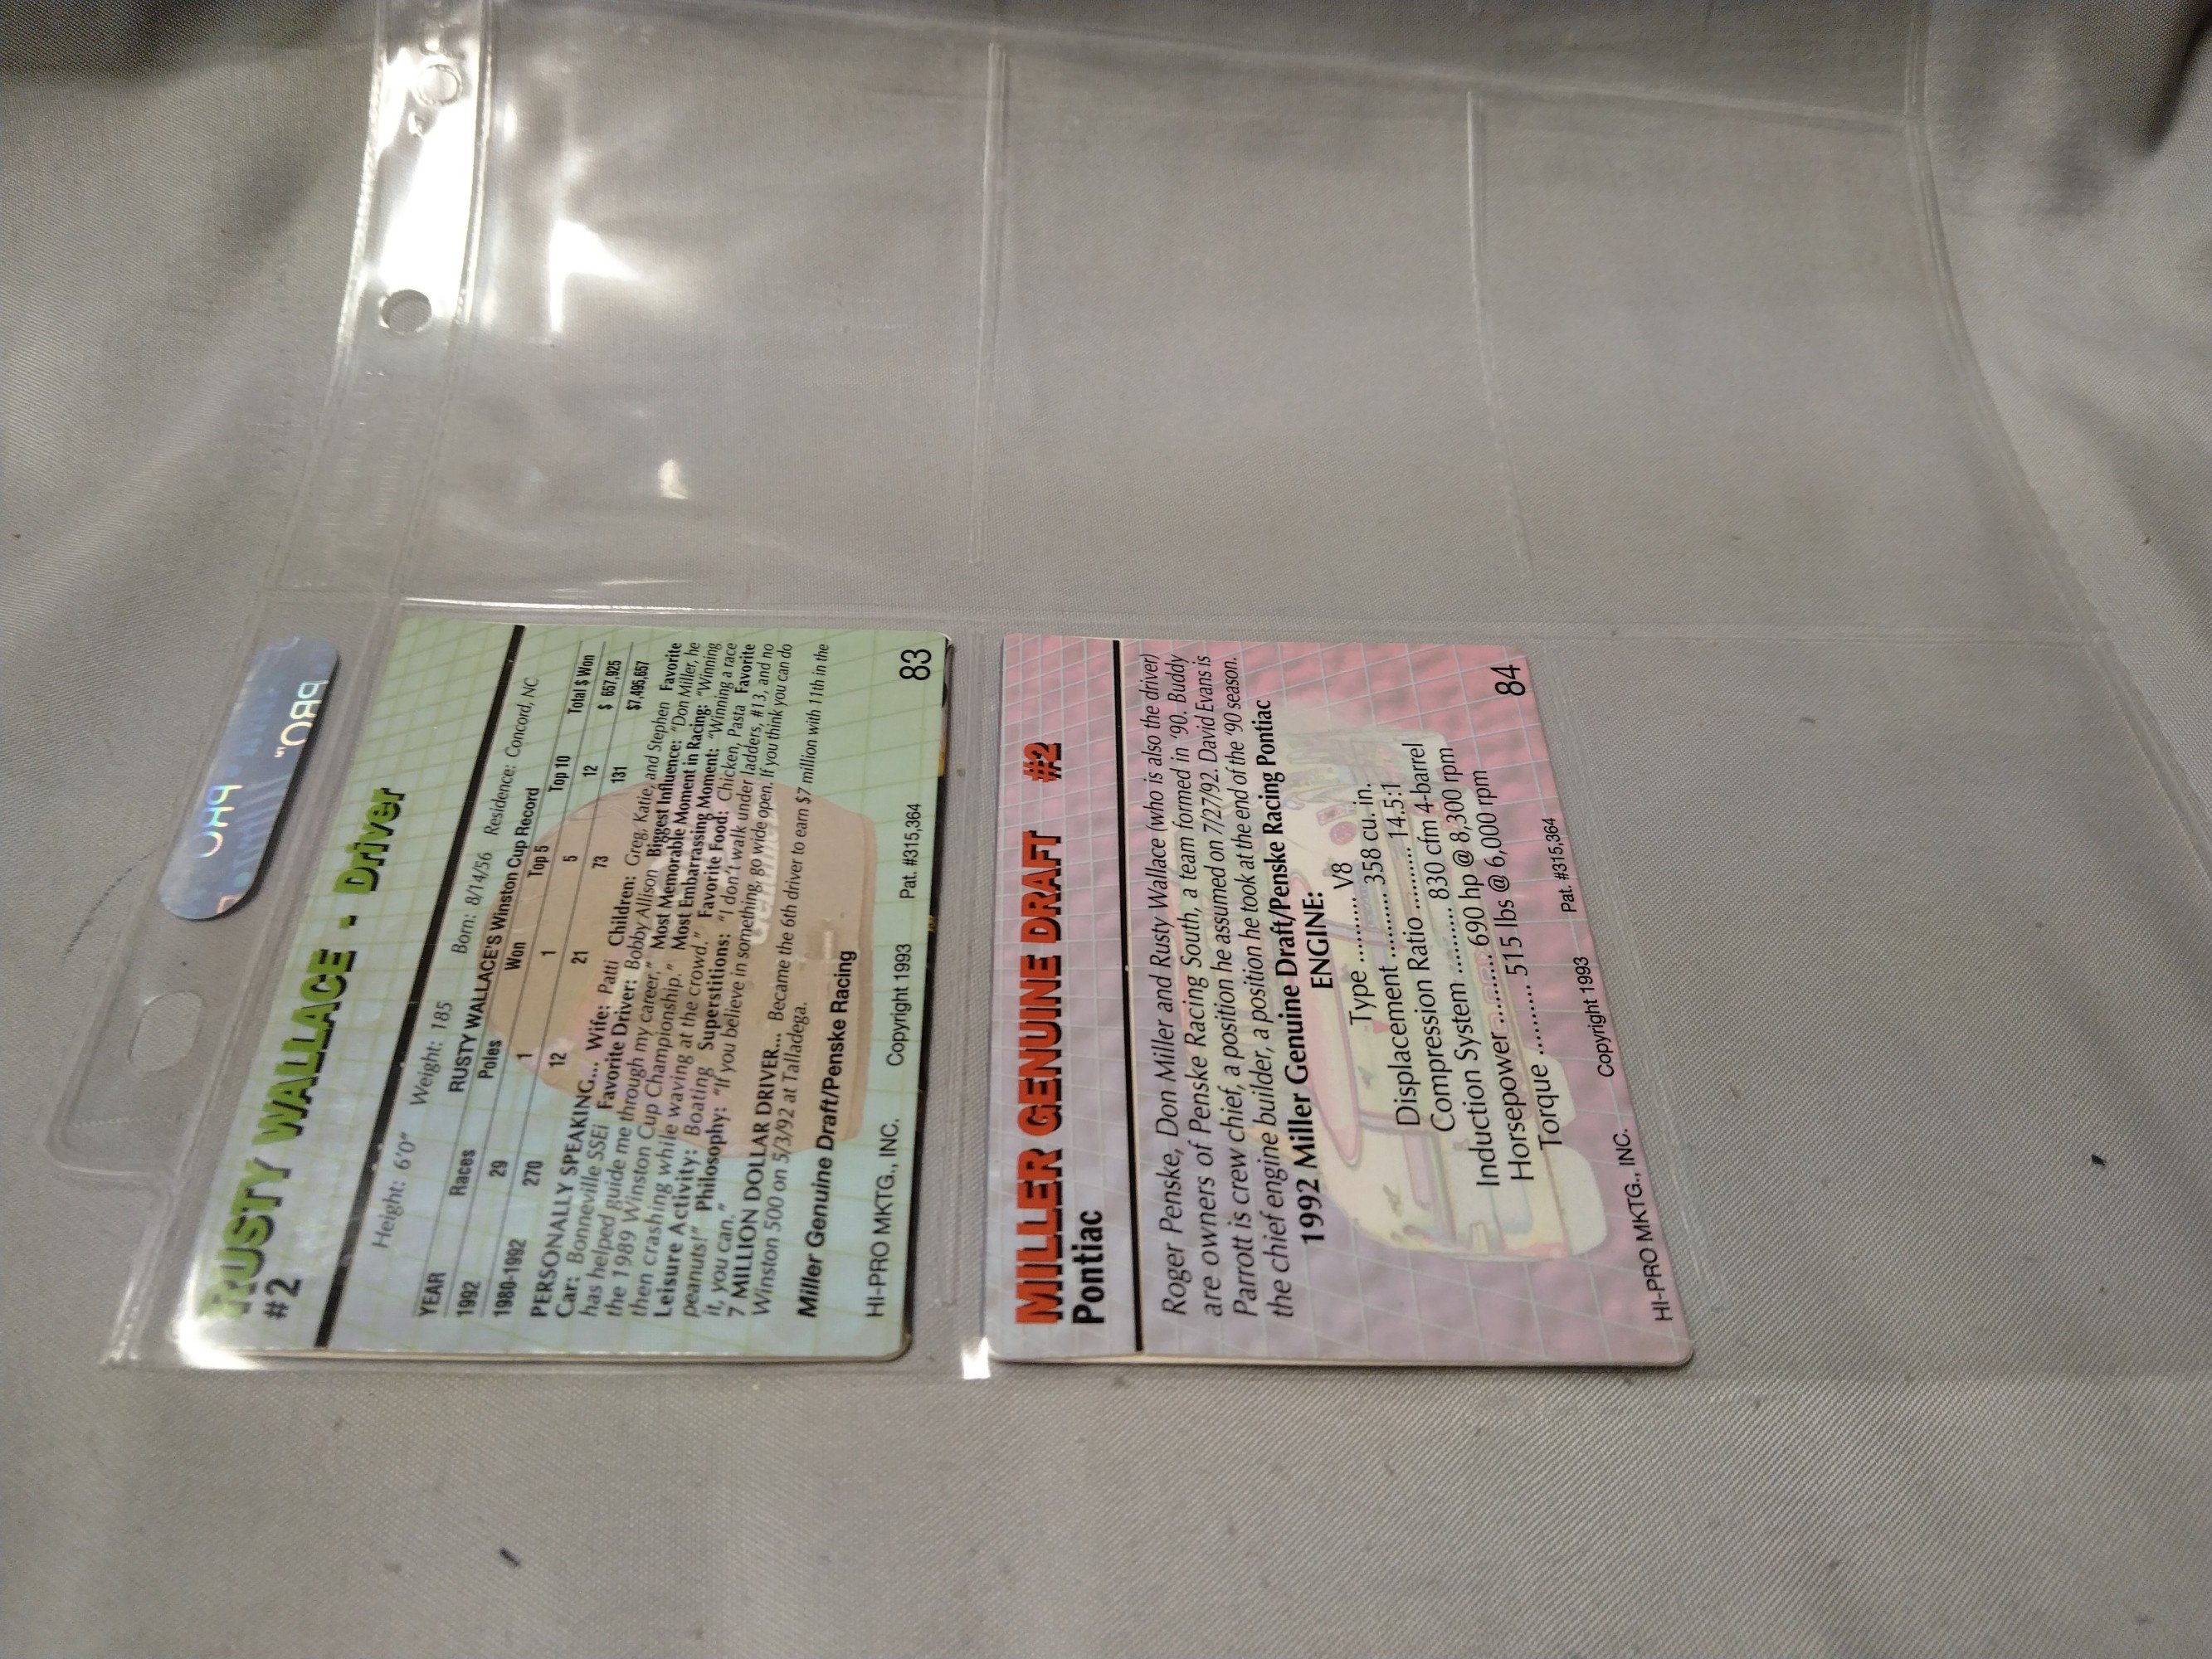 RUSTY WALLACE - Driver
#2
Height: 6'0" Weight: 185 Born: 8/14/56 Residence: Concord, NC
RUSTY WALLACE'S Winston Cup Record
YEAR Races Poles Won Top 5 Top 10 Total $ Won
1992 29 1 1 5 12 $ 657,925
1980-1992 270 12 21 73 131 $7,495,657
PERSONALLY SPEAKING... Wife: Patti Children: Greg, Katie, and Stephen Favorite
Car: Bonneville SSEi Favorite Driver: Bobby Allison Biggest Influence: "Don Miller, he
has helped guide me through my career," Most Memorable Moment in Racing: "Winning
the 1989 Winston Cup Championship." Most Embarrassing Moment: "Winning a race
then crashing while waving at the crowd." Favorite Food: Chicken, Pasta Favorite
Leisure Activity: Boating Superstitions: "I don't walk under ladders, #13, and no
peanuts!" Philosophy: "If you believe in something, go wide open. If you think you can do
it, you can."
7 MILLION DOLLAR DRIVER... Became the 6th driver to earn $7 million with 11th in the
Winston 500 on 5/3/92 at Talladega.
Miller Genuine Draft/Penske Racing
HI-PRO MKTG., INC. Copyright 1993 Pat. #315,364 83
MILLER GENUINE DRAFT #2
Pontiac
Roger Penske, Don Miller and Rusty Wallace (who is also the driver)
are owners of Penske Racing South, a team formed in '90. Buddy
Parrott is crew chief, a position he assumed on 7/27/92. David Evans is
the chief engine builder, a position he took at the end of the '90 season.
1992 Miller Genuine Draft/Penske Racing Pontiac
ENGINE:
Type .......... V8
Displacement .......... 358 cu. in.
Compression Ratio .......... 14.5:1
Induction System .......... 830 cfm 4-barrel
Horsepower .......... 690 hp @ 8,300 rpm
Torque .......... 515 lbs @ 6,000 rpm
HI-PRO MKTG., INC. Copyright 1993 Pat. #315,364 84